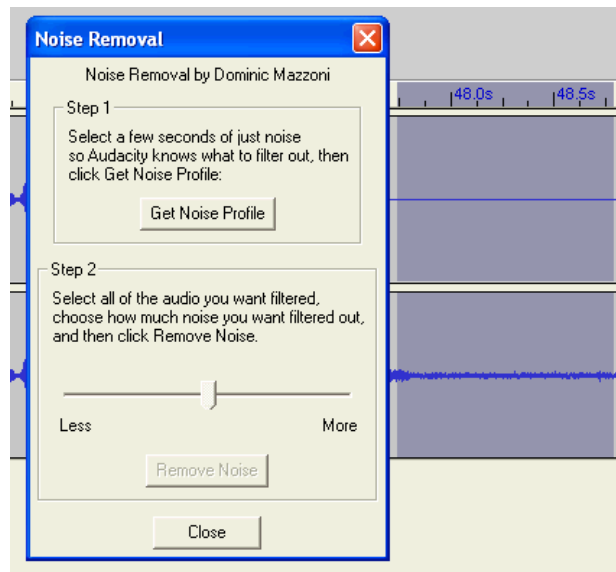 Noise Removal
Noise Removal by Dominic Mazzoni
48.0s 48.5s
Step 1
Select a few seconds of just noise
so Audacity knows what to filter out, then
click Get Noise Profile:
Get Noise Profile
Step 2
Select all of the audio you want filtered,
choose how much noise you want filtered out,
and then click Remove Noise.
Less More
Remove Noise
Close